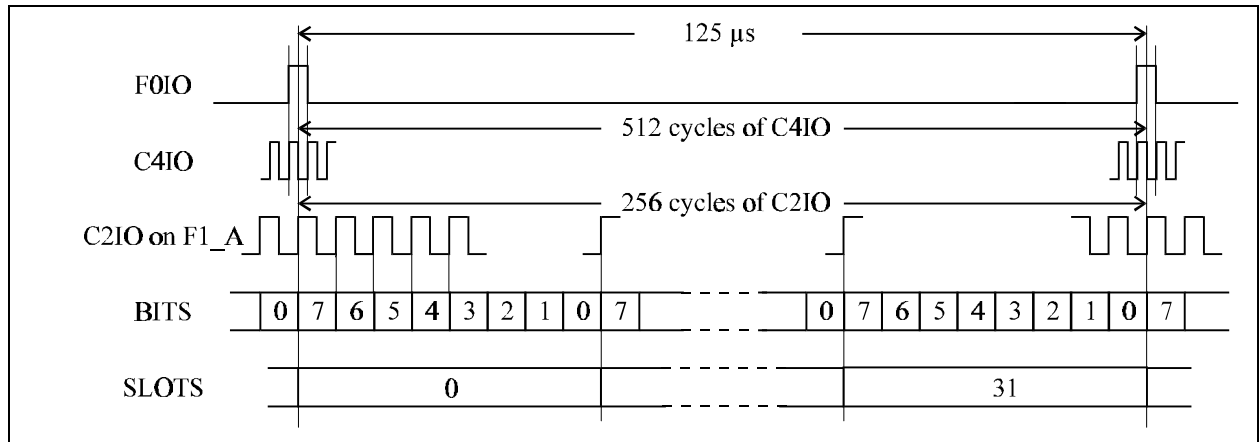 125 µs
F0IO
512 cycles of C4IO
C4IO
256 cycles of C2IO
C2IO on F1_A
BITS 0 7 6 5 4 3 2 1 0 7 0 7 6 5 4 3 2 1 0 7
SLOTS 0 31